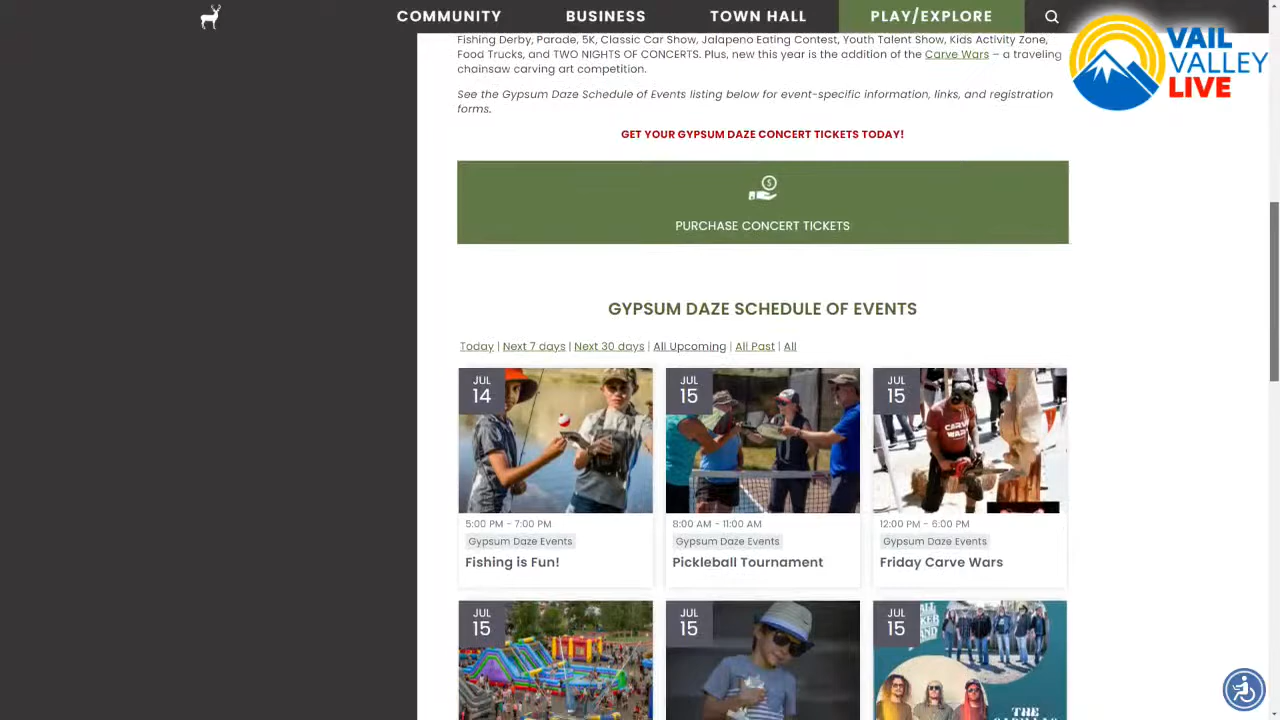 COMMUNITY BUSINESS TOWN HALL PLAY/EXPLORE
VAIL
VALLEY
LIVE
Fishing Derby, Parade, 5K, Classic Car Show, Jalapeno Eating Contest, Youth Talent Show, Kids Activity Zone,
Food Trucks, and TWO NIGHTS OF CONCERTS. Plus, new this year is the addition of the Carve Wars – a traveling
chainsaw carving art competition.
See the Gypsum Daze Schedule of Events listing below for event-specific information, links, and registration
forms.
GET YOUR GYPSUM DAZE CONCERT TICKETS TODAY!
$
PURCHASE CONCERT TICKETS
GYPSUM DAZE SCHEDULE OF EVENTS
Today | Next 7 days | Next 30 days | All Upcoming | All Past | All
JUL
14
5:00 PM - 7:00 PM
Gypsum Daze Events
Fishing is Fun!
JUL
15
8:00 AM - 11:00 AM
Gypsum Daze Events
Pickleball Tournament
JUL
15
CARVE
WARS
12:00 PM - 6:00 PM
Gypsum Daze Events
Friday Carve Wars
JUL
15
JUL
15
JUL
15
THE